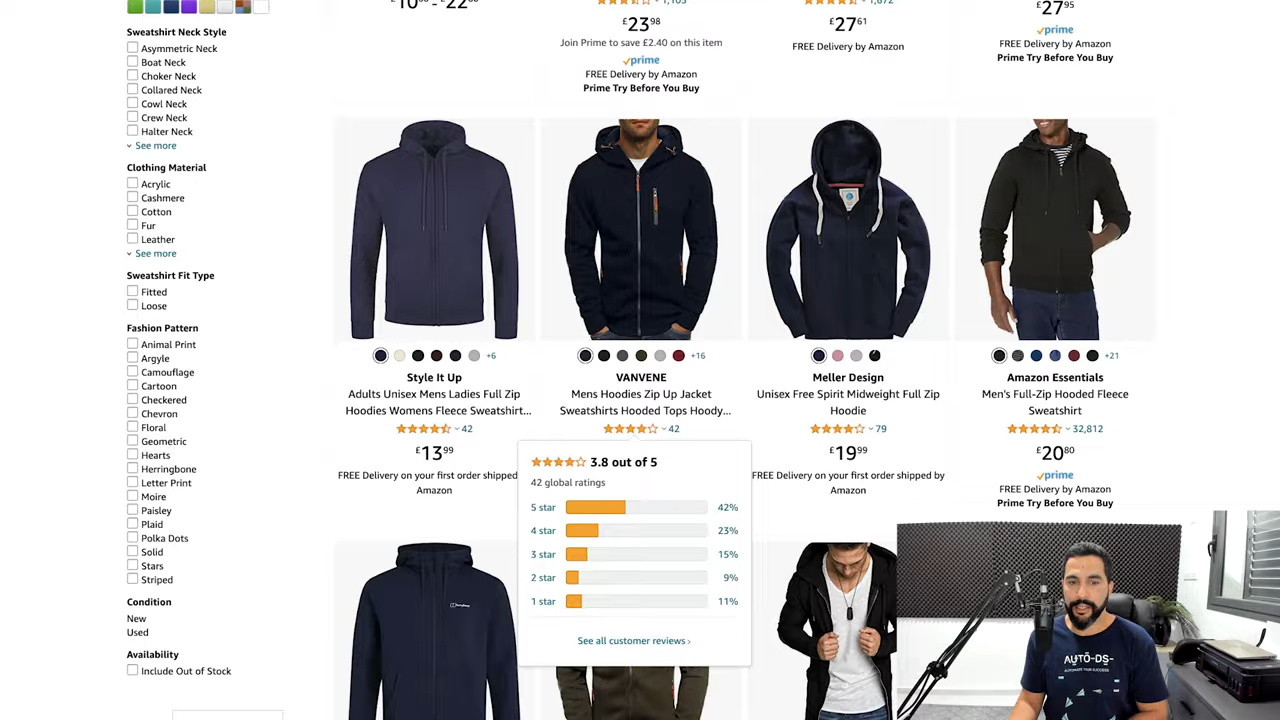 Sweatshirt Neck Style
Asymmetric Neck
Boat Neck
Choker Neck
Collared Neck
Cowl Neck
Crew Neck
Halter Neck
See more
Clothing Material
Acrylic
Cashmere
Cotton
Fur
Leather
See more
Sweatshirt Fit Type
Fitted
Loose
Fashion Pattern
Animal Print
Argyle
Camouflage
Cartoon
Checkered
Chevron
Floral
Geometric
Hearts
Herringbone
Letter Print
Moire
Paisley
Plaid
Polka Dots
Solid
Stars
Striped
Condition
New
Used
Availability
Include Out of Stock
£23.98
Join Prime to save £2.40 on this item
prime
FREE Delivery by Amazon
Prime Try Before You Buy
£27.61
FREE Delivery by Amazon
£27.95
prime
FREE Delivery by Amazon
Prime Try Before You Buy
+6
Style It Up
Adults Unisex Mens Ladies Full Zip
Hoodies Womens Fleece Sweatshirt...
42
£13.99
FREE Delivery on your first order shipped
Amazon
+16
VANVENE
Mens Hoodies Zip Up Jacket
Sweatshirts Hooded Tops Hoody...
42
3.8 out of 5
42 global ratings
5 star 42%
4 star 23%
3 star 15%
2 star 9%
1 star 11%
See all customer reviews ›
Meller Design
Unisex Free Spirit Midweight Full Zip
Hoodie
79
£19.99
FREE Delivery on your first order shipped by
Amazon
+21
Amazon Essentials
Men's Full-Zip Hooded Fleece
Sweatshirt
32,812
£20.80
prime
FREE Delivery by Amazon
Prime Try Before You Buy
AUTO-DS-
AUTOMATE YOUR SUCCESS